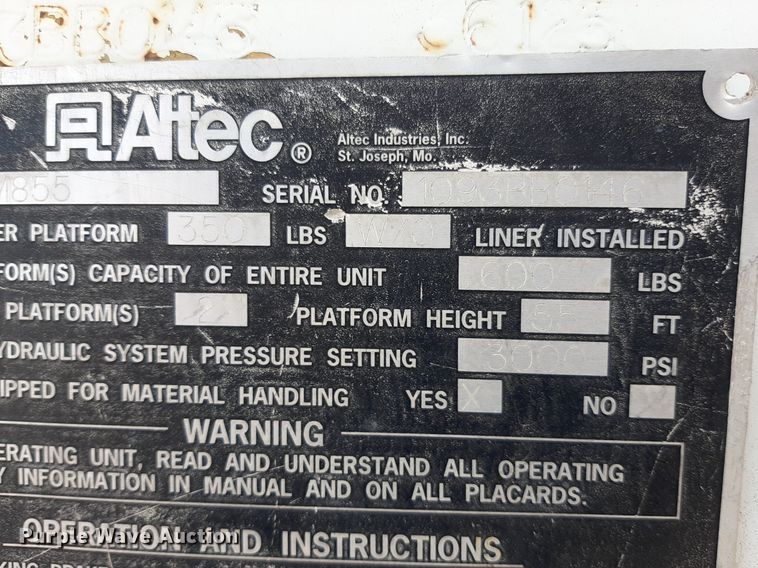 Altec®
Altec Industries, Inc.
St. Joseph, Mo.
M855 SERIAL NO. 1093BB0146
ER PLATFORM 350 LBS LINER INSTALLED
FORM(S) CAPACITY OF ENTIRE UNIT 600 LBS
PLATFORM(S) 2 PLATFORM HEIGHT 55 FT
YDRAULIC SYSTEM PRESSURE SETTING 3000 PSI
IPPED FOR MATERIAL HANDLING YES X NO
WARNING
ERATING UNIT, READ AND UNDERSTAND ALL OPERATING
Y INFORMATION IN MANUAL AND ON ALL PLACARDS.
OPERATION AND INSTRUCTIONS
Purple Wave Auction